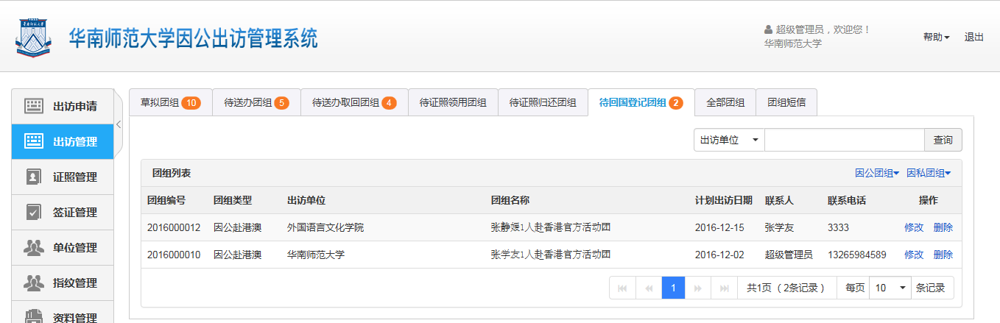 华南师范大学因公出访管理系统
超级管理员，欢迎您！
华南师范大学
帮助 退出
出访申请
出访管理
证照管理
签证管理
单位管理
指纹管理
资料管理
草拟团组 10 待送办团组 5 待送办取回团组 4 待证照领用团组 待证照归还团组 待回国登记团组 2 全部团组 团组短信
出访单位 查询
团组列表 因公团组 因私团组
团组编号 团组类型 出访单位 团组名称 计划出访日期 联系人 联系电话 操作
2016000012 因公赴港澳 外国语言文化学院 张静媛1人赴香港官方活动团 2016-12-15 张学友 3333 修改 删除
2016000010 因公赴港澳 华南师范大学 张学友1人赴香港官方活动团 2016-12-02 超级管理员 13265984589 修改 删除
1 共1页（2条记录） 每页 10 条记录